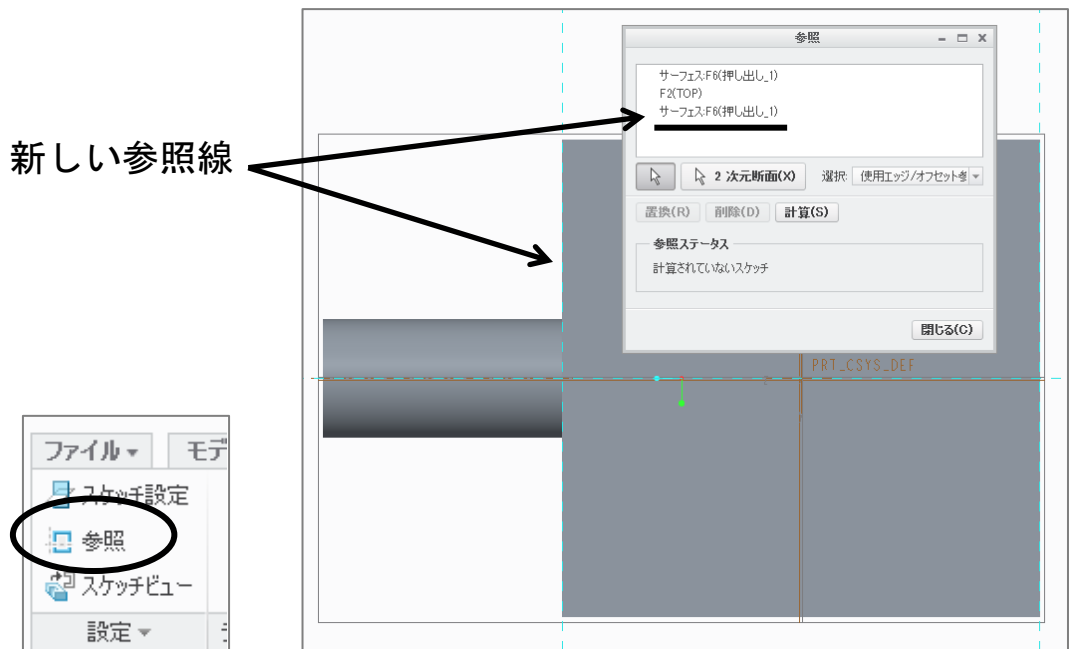 参照
サーフェス:F6(押し出し_1)
F2(TOP)
サーフェス:F6(押し出し_1)
新しい参照線
2 次元断面(X)
選択:
使用エッジ/オフセット参
置換(R)
削除(D)
計算(S)
参照ステータス
計算されていないスケッチ
閉じる(C)
PRT_CSYS_DEF
ファイル
モデ
スケッチ設定
参照
スケッチビュー
設定